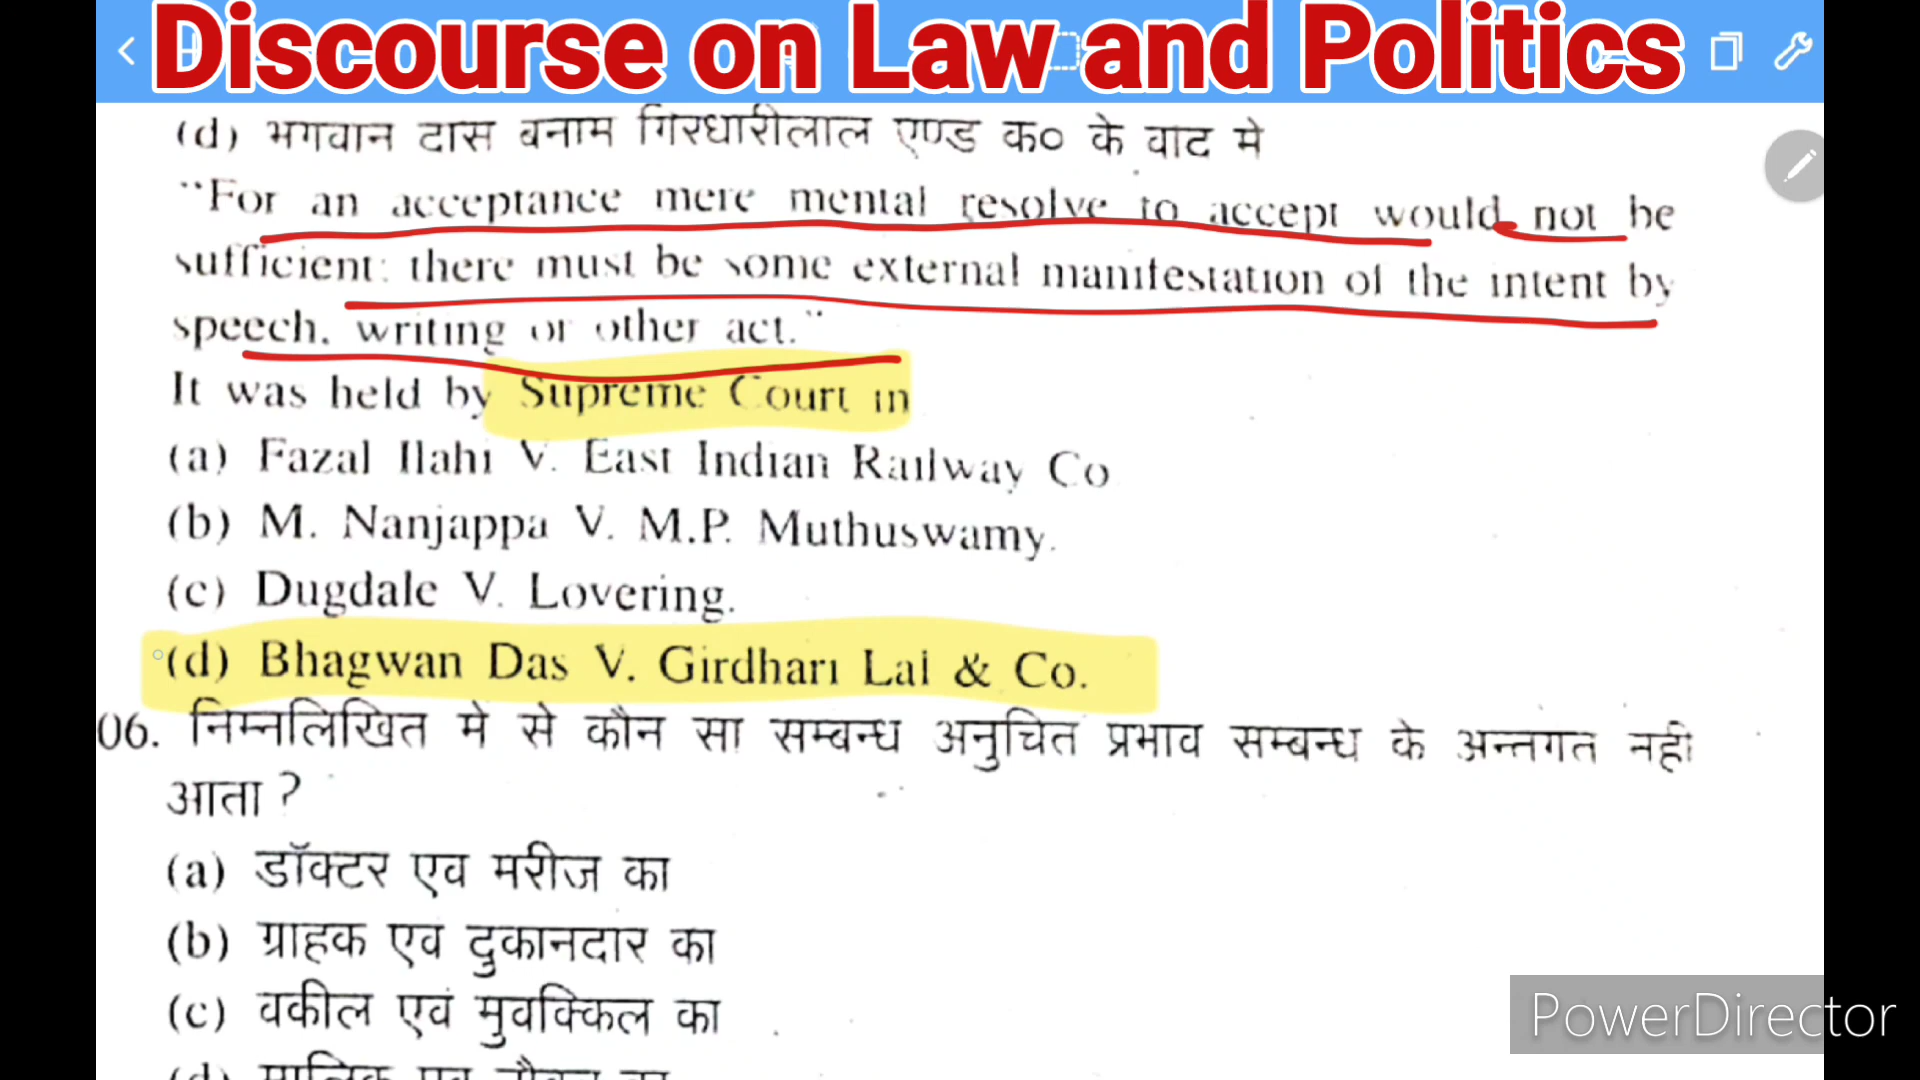 Discourse on Law and Politics
(d) भगवान दास बनाम गिरधारीलाल एण्ड क० के वाद मे
"For an acceptance mere mental resolve to accept would not be
sufficient: there must be some external manifestation of the intent by
speech, writing or other act."
It was held by Supreme Court in
(a) Fazal Ilahi V. East Indian Railway Co
(b) M. Nanjappa V. M.P. Muthuswamy.
(c) Dugdale V. Lovering.
(d) Bhagwan Das V. Girdhari Lal & Co.
06. निम्नलिखित मे से कौन सा सम्बन्ध अनुचित प्रभाव सम्बन्ध के अन्तगत नही
आता ?
(a) डॉक्टर एव मरीज का
(b) ग्राहक एव दुकानदार का
(c) वकील एवं मुवक्किल का
PowerDirector